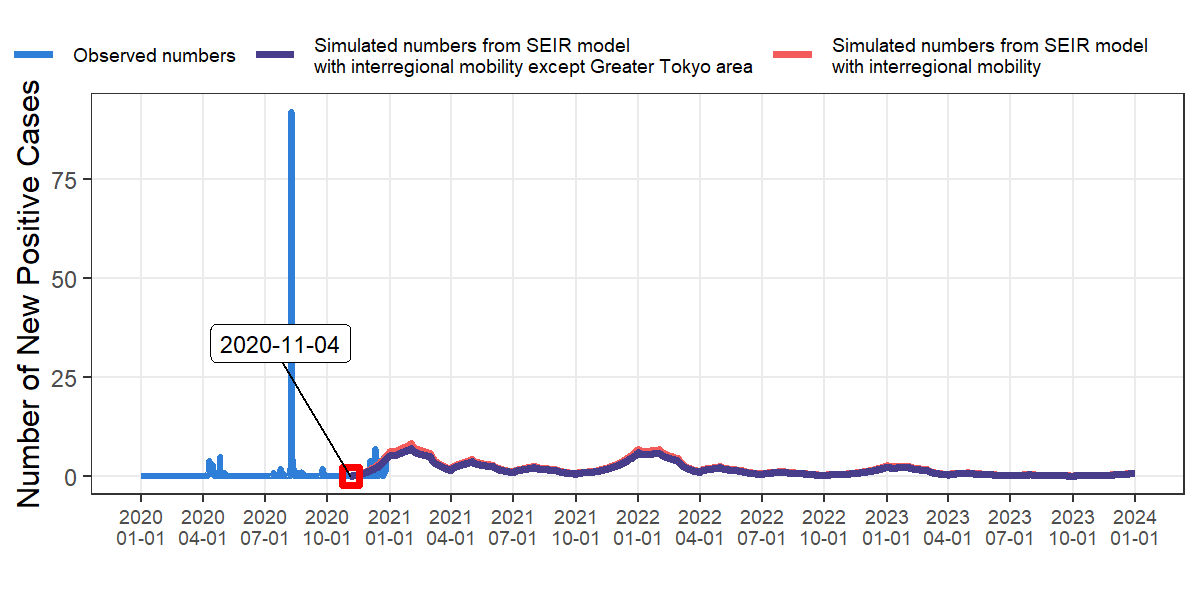 Observed numbers
Simulated numbers from SEIR model
with interregional mobility except Greater Tokyo area
Simulated numbers from SEIR model
with interregional mobility
Number of New Positive Cases
75
50
25
0
2020-11-04
2020 2020 2020 2020 2021 2021 2021 2021 2022 2022 2022 2022 2023 2023 2023 2023 2024
01-01 04-01 07-01 10-01 01-01 04-01 07-01 10-01 01-01 04-01 07-01 10-01 01-01 04-01 07-01 10-01 01-01